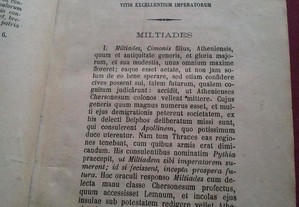 6.
VITIS EXCELLENTIUM IMPERATORUM
MILTIADES
I. Miltiades, Cimonis filius, Atheniensis,
quum et antiquitate generis, et gloria majo-
rum, et sua modestia, unus omnium maxime
floreret; eaque esset aetate, ut non jam so-
lum de eo bene sperare, sed etiam confidere
cives possent sui, talem futurum, qualem co-
gnitum judicarunt: accidit, ut Athenienses
Chersonesum colonos vellent mittere. Cujus
generis quum magnus numerus esset, et mul-
ti ejus demigrationis peterent societatem, ex
his delecti Delphos deliberatum missi sunt,
qui consulerent Apollinem, quo potissimum
duce uterentur. Nam tum Thraces eas regio-
nes tenebant, cum quibus armis erat dimi-
candum. His consulentibus nominatim Pythia
praecepit, ut Miltiadem sibi imperatorem su-
merent; id si fecissent, incepta prospera fu-
tura. Hoc oraculi responso Miltiades cum de-
lecta manu classe Chersonesum profectus,
quum accessisset Lemnum, et incolas ejus
insulae sub potestatem redigere vellet Athe-